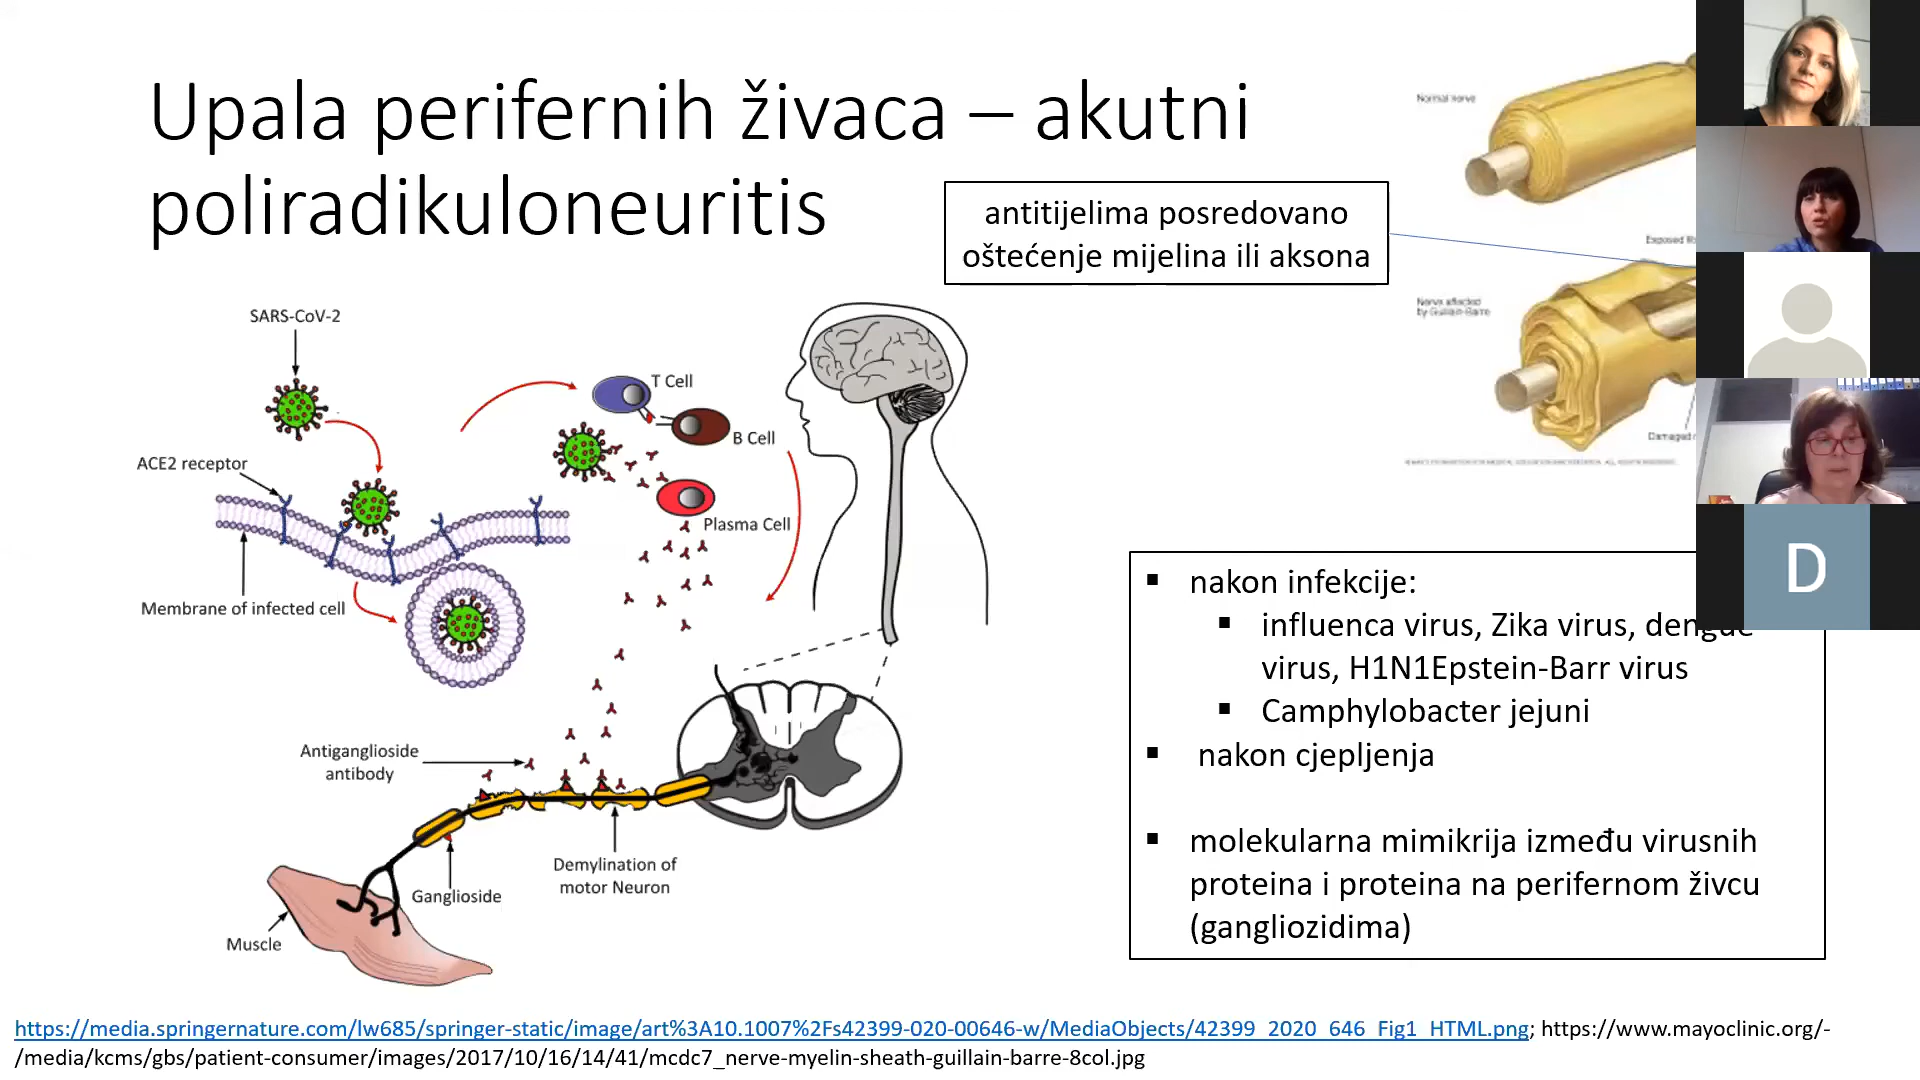 Upala perifernih živaca – akutni
poliradikuloneuritis
antitijelima posredovano
oštećenje mijelina ili aksona
Normal nerve
Exposed
Nerve affected
by Guillain-Barre
Damaged
SARS-CoV-2
ACE2 receptor
Membrane of infected cell
T Cell
B Cell
Plasma Cell
Antiganglioside
antibody
Demylination of
motor Neuron
Ganglioside
Muscle
D
▪ nakon infekcije:
▪ influenca virus, Zika virus, dengue
virus, H1N1Epstein-Barr virus
▪ Camphylobacter jejuni
▪ nakon cjepljenja
▪ molekularna mimikrija između virusnih
proteina i proteina na perifernom živcu
(gangliozidima)
https://media.springernature.com/lw685/springer-static/image/art%3A10.1007%2Fs42399-020-00646-w/MediaObjects/42399_2020_646_Fig1_HTML.png; https://www.mayoclinic.org/-
/media/kcms/gbs/patient-consumer/images/2017/10/16/14/41/mcdc7_nerve-myelin-sheath-guillain-barre-8col.jpg